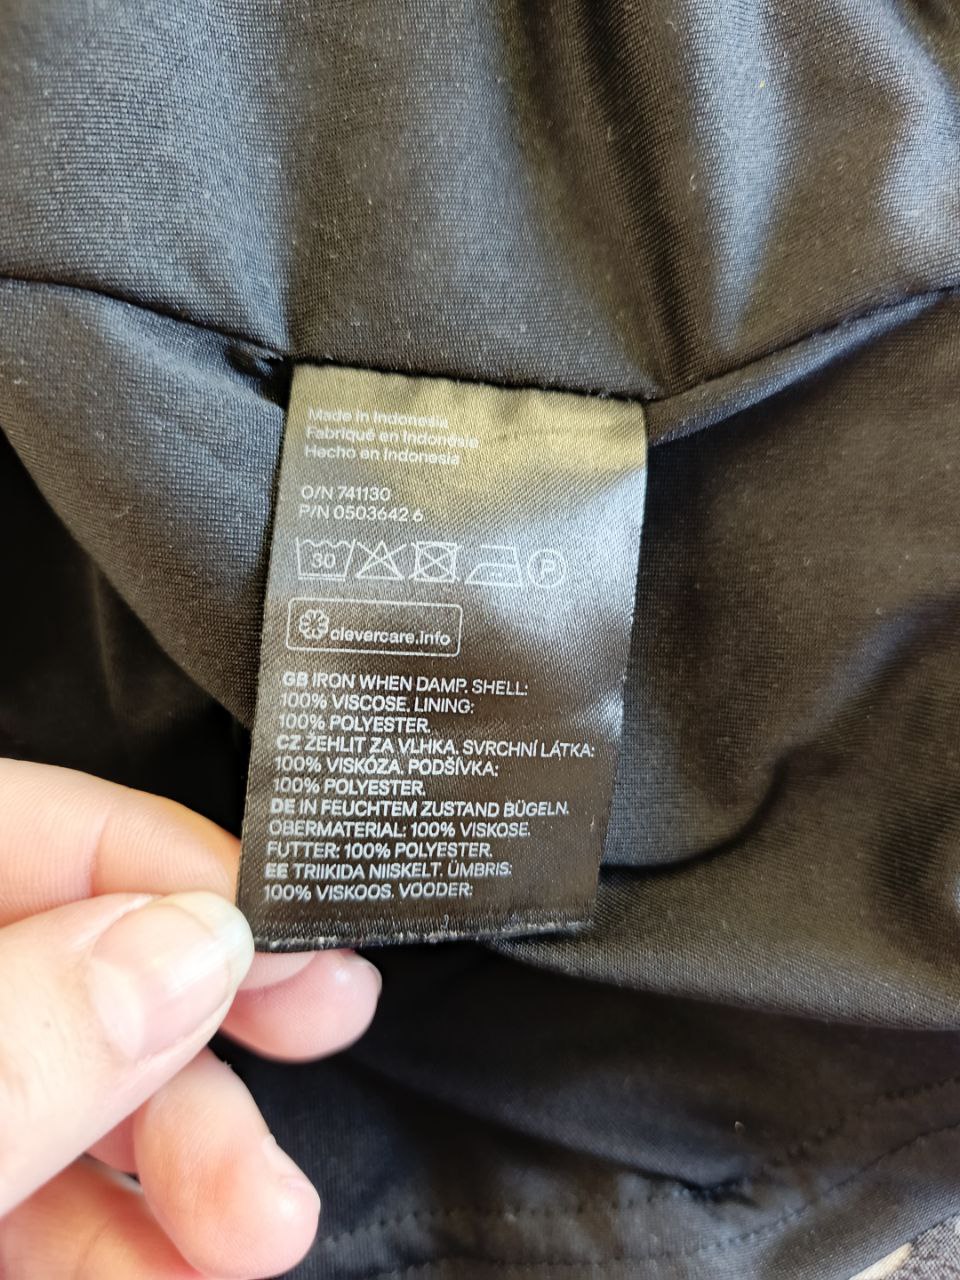 Made in Indonesia
Fabriqué en Indonésie
Hecho en Indonesia
O/N 741130
P/N 0503642 6
30 P
clevercare.info
GB IRON WHEN DAMP. SHELL:
100% VISCOSE. LINING:
100% POLYESTER.
CZ ŽEHLIT ZA VLHKA. SVRCHNÍ LÁTKA:
100% VISKÓZA. PODŠÍVKA:
100% POLYESTER.
DE IN FEUCHTEM ZUSTAND BÜGELN.
OBERMATERIAL: 100% VISKOSE.
FUTTER: 100% POLYESTER.
EE TRIIKIDA NIISKELT. ÜMBRIS:
100% VISKOOS. VOODER: